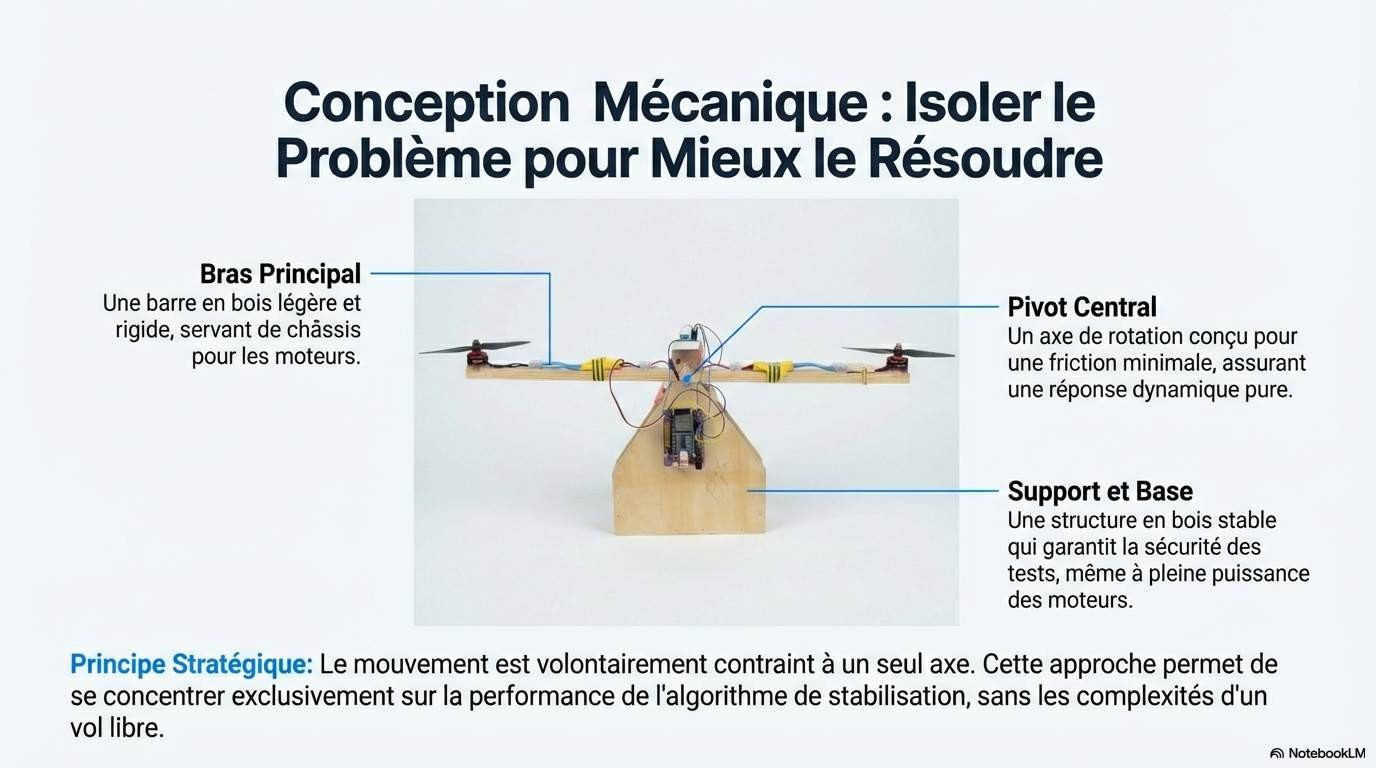 Conception Mécanique : Isoler le
Problème pour Mieux le Résoudre
Bras Principal
Une barre en bois légère et
rigide, servant de châssis
pour les moteurs.
Pivot Central
Un axe de rotation conçu pour
une friction minimale, assurant
une réponse dynamique pure.
Support et Base
Une structure en bois stable
qui garantit la sécurité des
tests, même à pleine puissance
des moteurs.
Principe Stratégique: Le mouvement est volontairement contraint à un seul axe. Cette approche permet de
se concentrer exclusivement sur la performance de l'algorithme de stabilisation, sans les complexités d'un
vol libre.
NotebookLM